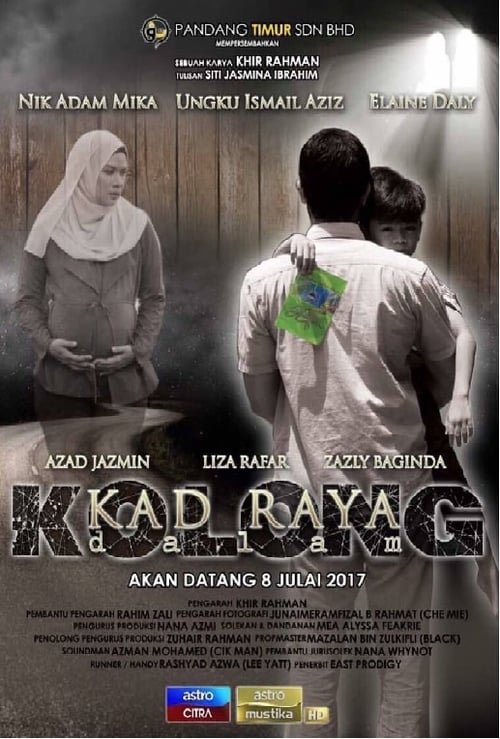 PANDANG TIMUR SDN BHD
MEMPERSEMBAHKAN
SEBUAH KARYA KHIR RAHMAN
TULISAN SITI JASMINA IBRAHIM
NIK ADAM MIKA UNGKU ISMAIL AZIZ ELAINE DALY
AZAD JAZMIN LIZA RAFAR ZAZLY BAGINDA
KAD RAYA
dalam
KOLONG
AKAN DATANG 8 JULAI 2017
PENGARAH KHIR RAHMAN
PEMBANTU PENGARAH RAHIM ZALI PENGARAH FOTOGRAFI JUNAIMERAMFIZAL B RAHMAT (CHE MIE)
PENGURUS PRODUKSI NANA AZMI SOLEKAN & DANDANAN MEA ALYSSA FEAKRIE
PENOLONG PENGURUS PRODUKSI ZUHAIR RAHMAN PROPMASTER MAZALAN BIN ZULKIFLI (BLACK)
SOUNDMAN AZMAN MOHAMED (CIK MAN) PEMBANTU JURUSOLEK NANA WHYNOT
RUNNER / HANDY RASHYAD AZWA (LEE YATT) PENERBIT EAST PRODIGY
astro CITRA astro mustika HD